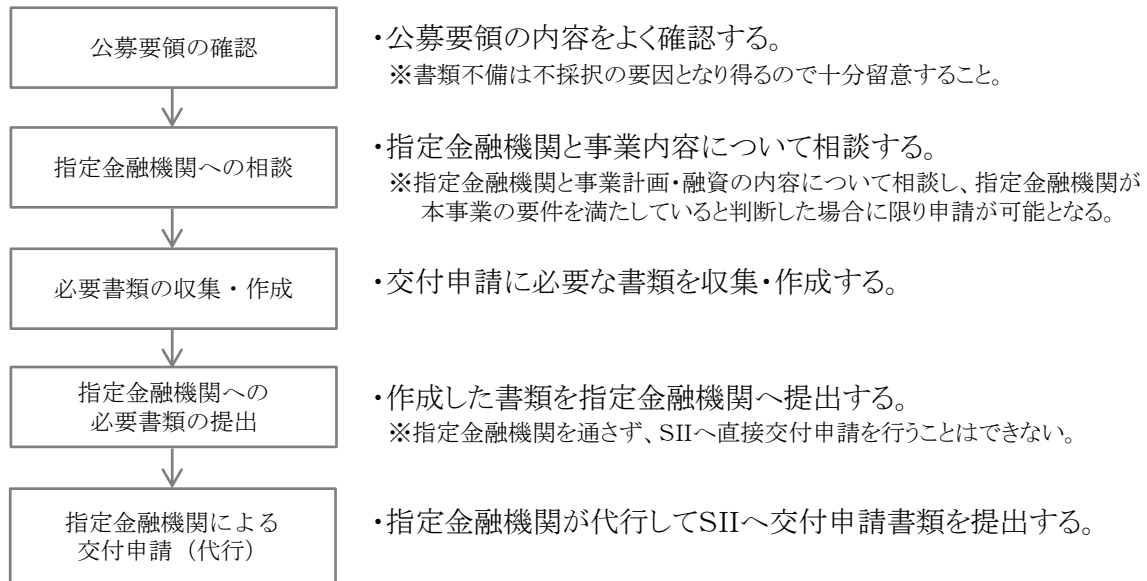 公募要領の確認
・公募要領の内容をよく確認する。
※書類不備は不採択の要因となり得るので十分留意すること。
指定金融機関への相談
・指定金融機関と事業内容について相談する。
※指定金融機関と事業計画・融資の内容について相談し、指定金融機関が
本事業の要件を満たしていると判断した場合に限り申請が可能となる。
必要書類の収集・作成
・交付申請に必要な書類を収集・作成する。
指定金融機関への
必要書類の提出
・作成した書類を指定金融機関へ提出する。
※指定金融機関を通さず、SIIへ直接交付申請を行うことはできない。
指定金融機関による
交付申請（代行）
・指定金融機関が代行してSIIへ交付申請書類を提出する。